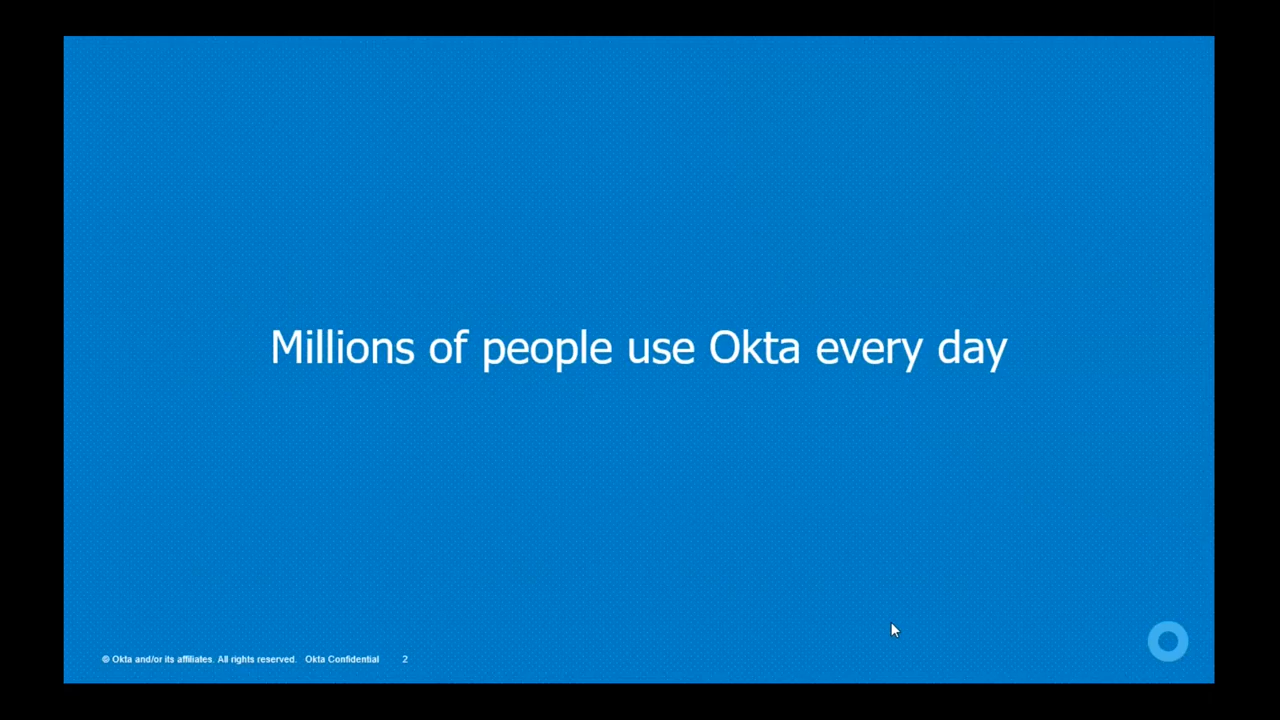 Millions of people use Okta every day
© Okta and/or its affiliates. All rights reserved. Okta Confidential 2